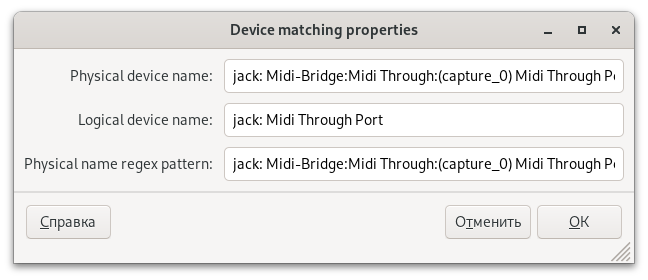 Device matching properties
Physical device name: jack: Midi-Bridge:Midi Through:(capture_0) Midi Through
Logical device name: jack: Midi Through Port
Physical name regex pattern: jack: Midi-Bridge:Midi Through:(capture_0) Midi Through
Справка Отменить OK